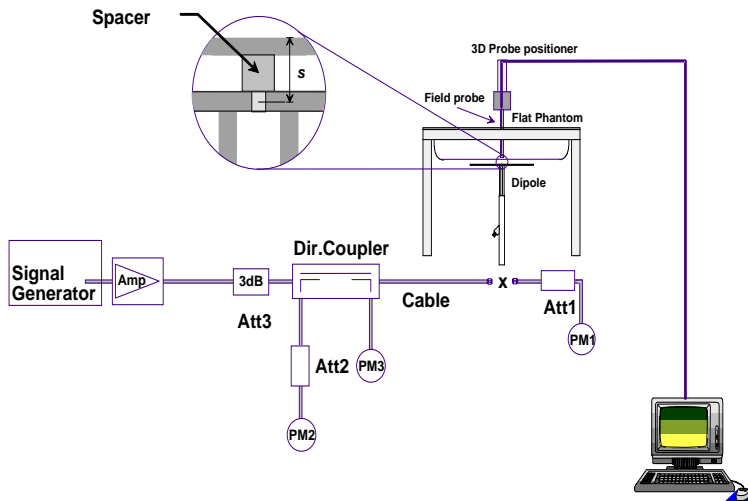 Spacer
s
3D Probe positioner
Field probe
Flat Phantom
Dipole
Dir.Coupler
Signal
Generator
Amp
3dB
Cable
x
Att3
Att1
Att2
PM3
PM1
PM2